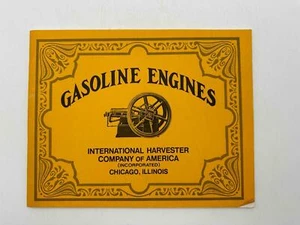 GASOLINE ENGINES
INTERNATIONAL HARVESTER
COMPANY OF AMERICA
(INCORPORATED)
CHICAGO, ILLINOIS